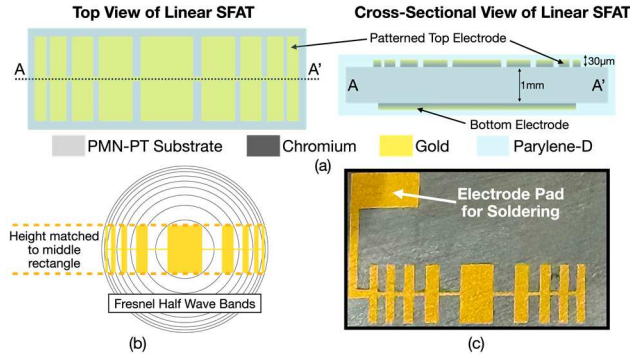 Top View of Linear SFAT
Cross-Sectional View of Linear SFAT
Patterned Top Electrode
30μm
A
A'
A
1mm
A'
Bottom Electrode
PMN-PT Substrate
Chromium
Gold
Parylene-D
(a)
Height matched
to middle
rectangle
Fresnel Half Wave Bands
(b)
Electrode Pad
for Soldering
(c)